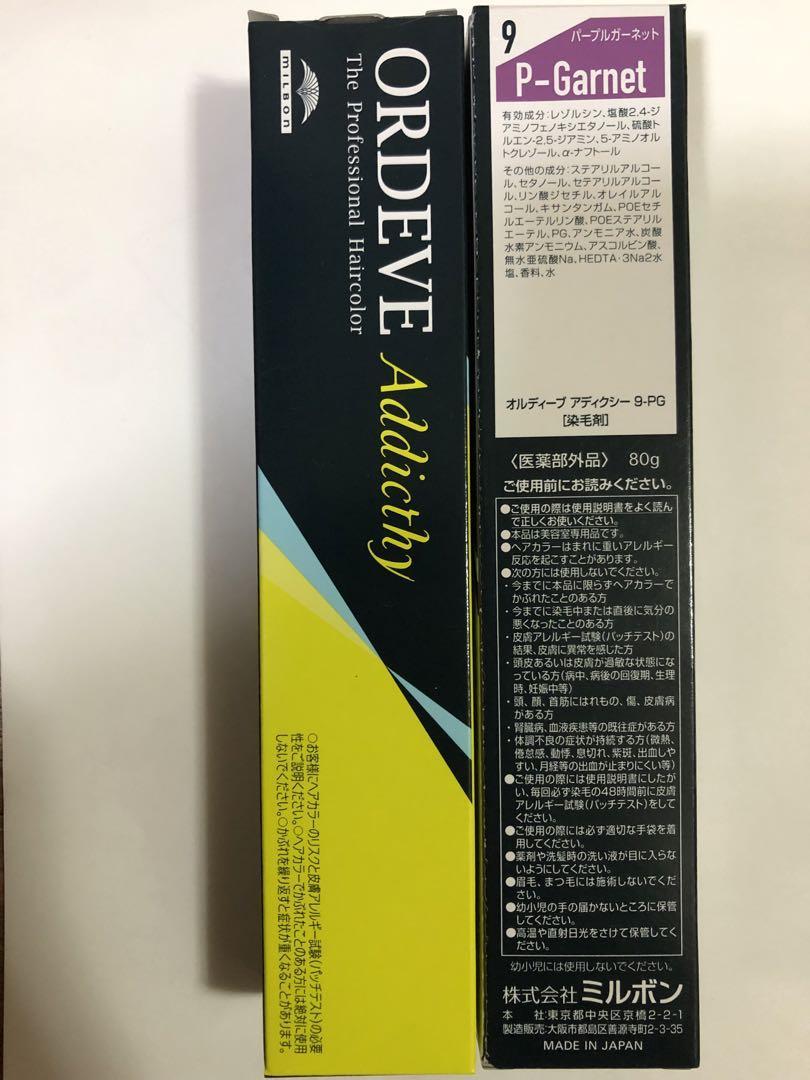 MILBON
ORDEVE Addicthy
The Professional Haircolor
○お客様にヘアカラーのリスクと皮膚アレルギー試験(パッチテスト)の必要
性をご説明ください。○ヘアカラーでかぶれたことのある方には絶対に使用
しないでください。○かぶれを繰り返すと症状が重くなることがあります。
9
パープルガーネット
P-Garnet
有効成分:レゾルシン、塩酸2,4-ジ
アミノフェノキシエタノール、硫酸ト
ルエン-2,5-ジアミン、5-アミノオル
トクレゾール、α-ナフトール
その他の成分:ステアリルアルコー
ル、セタノール、セテアリルアルコー
ル、リン酸ジセチル、オレイルアル
コール、キサンタンガム、POEセチ
ルエーテルリン酸、POEステアリル
エーテル、PG、アンモニア水、炭酸
水素アンモニウム、アスコルビン酸、
無水亜硫酸Na、HEDTA・3Na2水
塩、香料、水
オルディーブ アディクシー 9-PG
[染毛剤]
〈医薬部外品〉 80g
ご使用前にお読みください。
●ご使用の際は使用説明書をよく読ん
で正しくお使いください。
●本品は美容室専用品です。
●ヘアカラーはまれに重いアレルギー
反応を起こすことがあります。
●次の方には使用しないでください。
・今までに本品に限らずヘアカラーで
かぶれたことのある方
・今までに染毛中または直後に気分の
悪くなったことのある方
・皮膚アレルギー試験(パッチテスト)の
結果、皮膚に異常を感じた方
・頭皮あるいは皮膚が過敏な状態にな
っている方(病中、病後の回復期、生理
時、妊娠中等)
・頭、顔、首筋にはれもの、傷、皮膚病
がある方
・腎臓病、血液疾患等の既往症がある方
・体調不良の症状が持続する方(微熱、
倦怠感、動悸、息切れ、紫斑、出血しや
すい、月経等の出血が止まりにくい等)
●ご使用の際には使用説明書にしたが
い、毎回必ず染毛の48時間前に皮膚
アレルギー試験(パッチテスト)をして
ください。
●ご使用の際には必ず適切な手袋を着
用してください。
●薬剤や洗髪時の洗い液が目に入らな
いようにしてください。
●眉毛、まつ毛には施術しないでくだ
さい。
●幼小児の手の届かないところに保管
してください。
●高温や直射日光をさけて保管してく
ださい。
幼小児には使用しないでください。
株式会社 ミルボン
本 社:東京都中央区京橋2-2-1
製造販売:大阪市都島区善源寺町2-3-35
MADE IN JAPAN